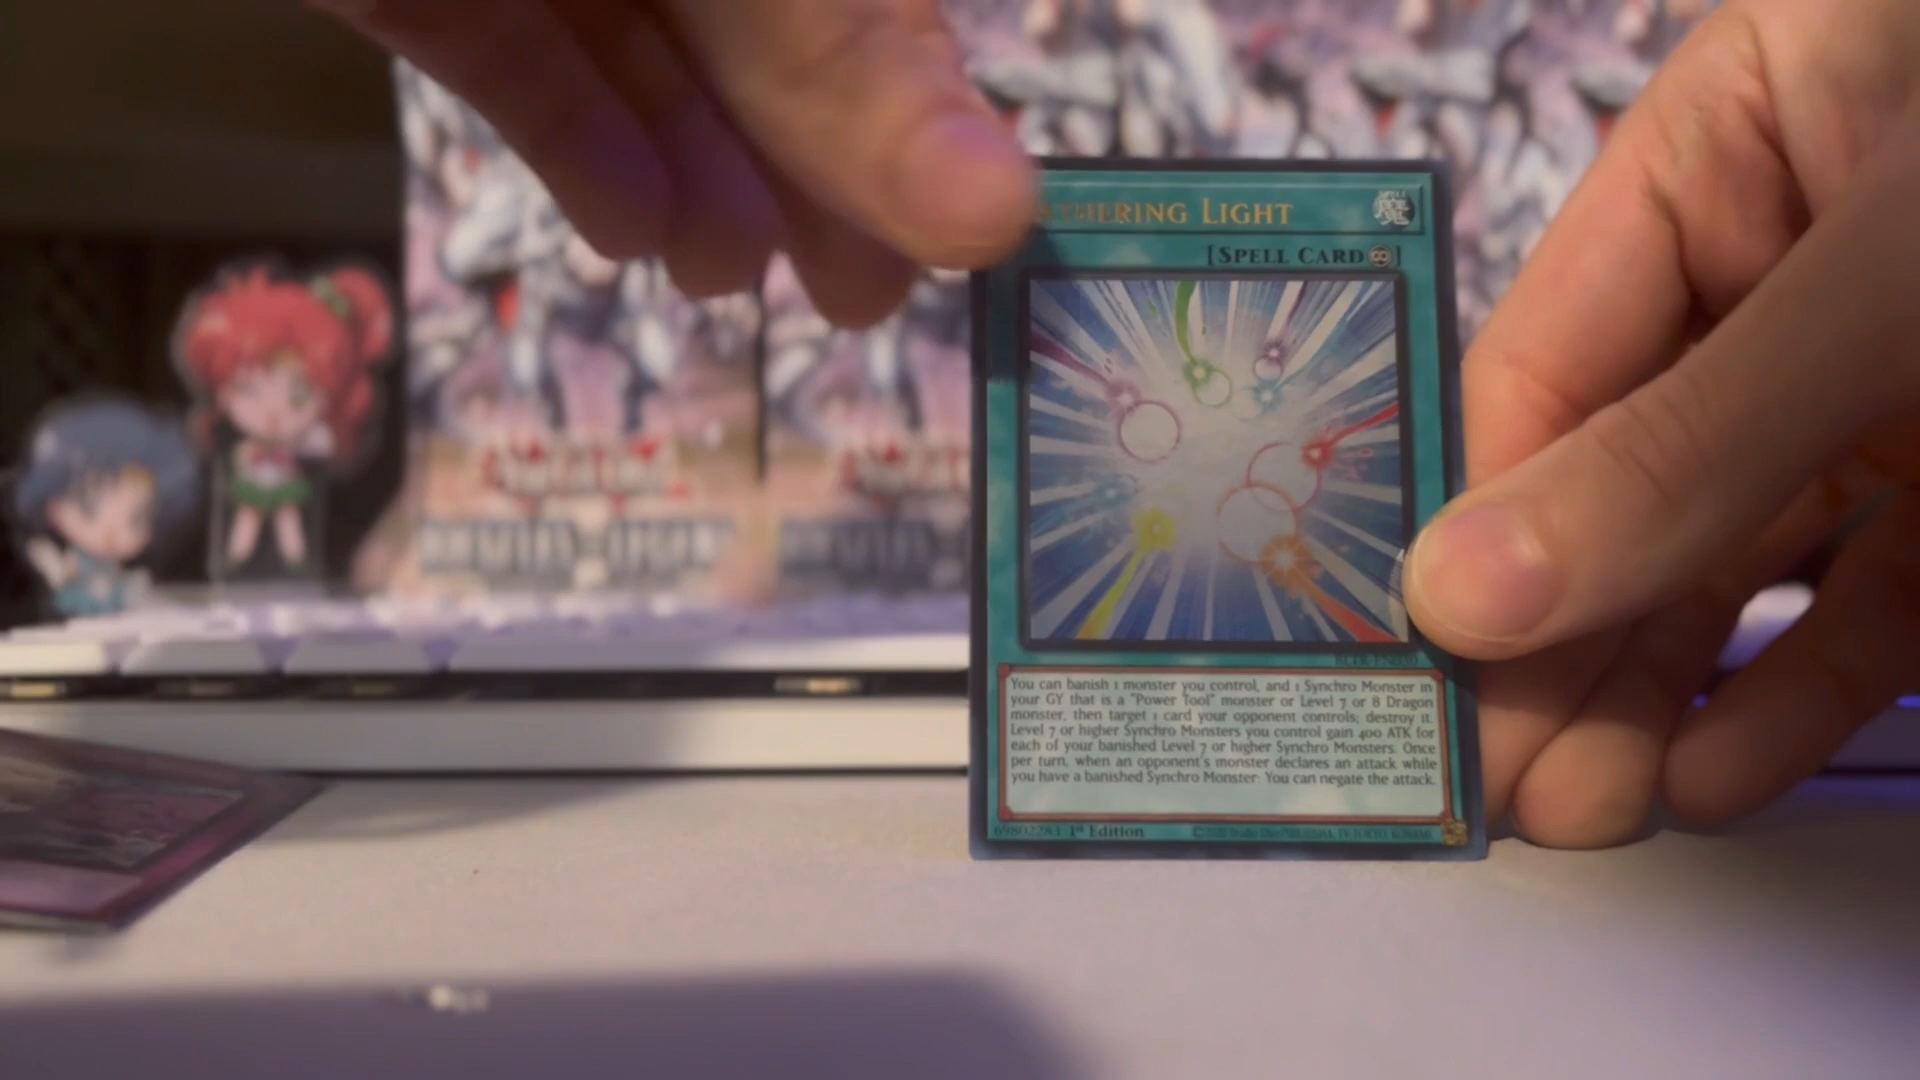 THERING LIGHT
[SPELL CARD]
You can banish 1 monster you control, and 1 Synchro Monster in
your GY that is a "Power Tool" monster or Level 7 or 8 Dragon
monster, then target 1 card your opponent controls; destroy it.
Level 7 or higher Synchro Monsters you control gain 400 ATK for
each of your banished Level 7 or higher Synchro Monsters. Once
per turn, when an opponent's monster declares an attack while
you have a banished Synchro Monster: You can negate the attack.
69802283 1st Edition